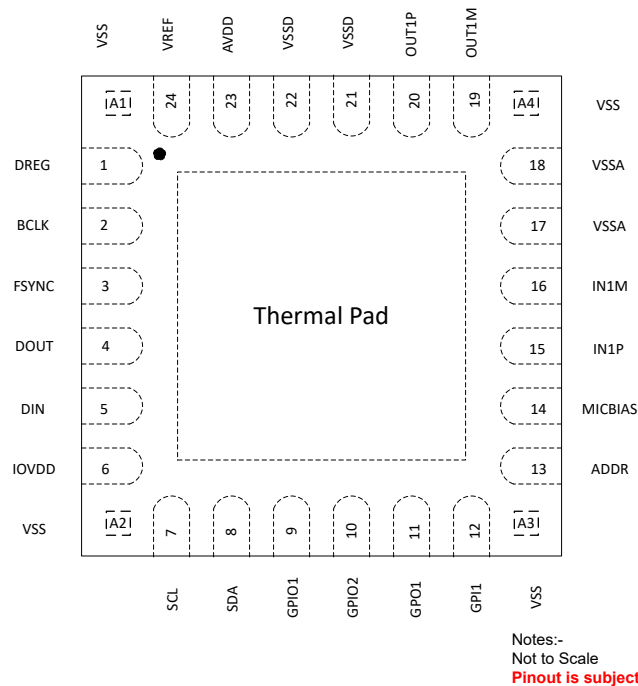 VSS
VREF
AVDD
VSSD
VSSD
OUT1P
OUT1M
A1
24
23
22
21
20
19
A4
VSS
DREG
1
18
VSSA
BCLK
2
17
VSSA
FSYNC
3
16
IN1M
Thermal Pad
DOUT
4
15
IN1P
DIN
5
14
MICBIAS
IOVDD
6
13
ADDR
VSS
A2
7
8
9
10
11
12
A3
SCL
SDA
GPIO1
GPIO2
GPO1
GPI1
VSS
Notes:-
Not to Scale
Pinout is subject